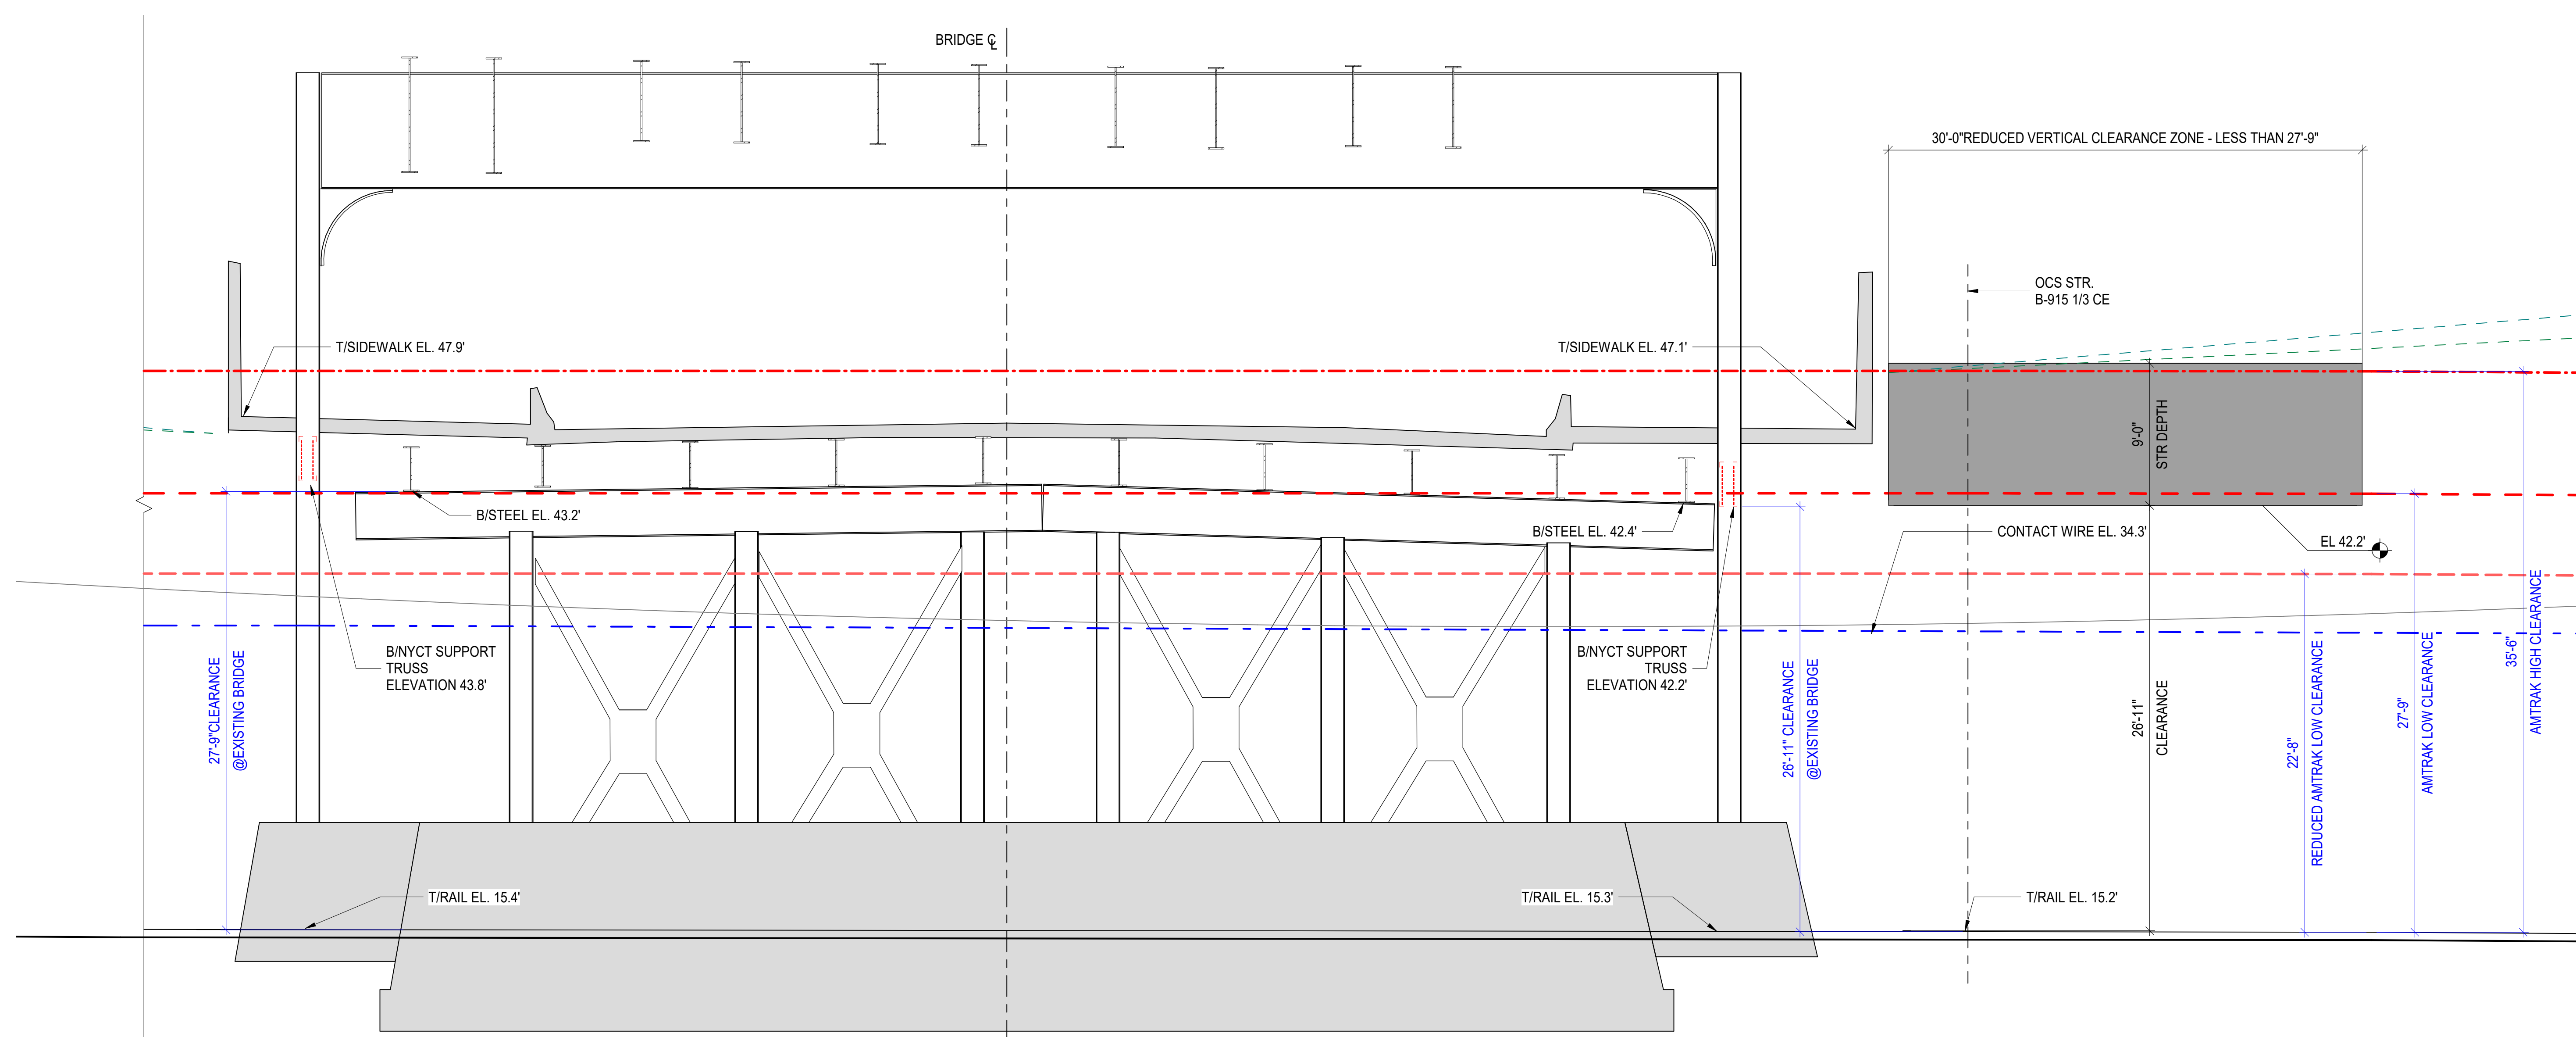 BRIDGE ℄
30'-0"REDUCED VERTICAL CLEARANCE ZONE - LESS THAN 27'-9"
OCS STR.
B-915 1/3 CE
T/SIDEWALK EL. 47.9'
T/SIDEWALK EL. 47.1'
9'-0"
STR DEPTH
B/STEEL EL. 43.2'
B/STEEL EL. 42.4'
CONTACT WIRE EL. 34.3'
EL 42.2'
B/NYCT SUPPORT
TRUSS
ELEVATION 43.8'
B/NYCT SUPPORT
TRUSS
ELEVATION 42.2'
27'-9"CLEARANCE
@EXISTING BRIDGE
26'-11" CLEARANCE
@EXISTING BRIDGE
26'-11"
CLEARANCE
22'-8"
REDUCED AMTRAK LOW CLEARANCE
27'-9"
AMTRAK LOW CLEARANCE
35'-6"
AMTRAK HIGH CLEARANCE
T/RAIL EL. 15.4'
T/RAIL EL. 15.3'
T/RAIL EL. 15.2'